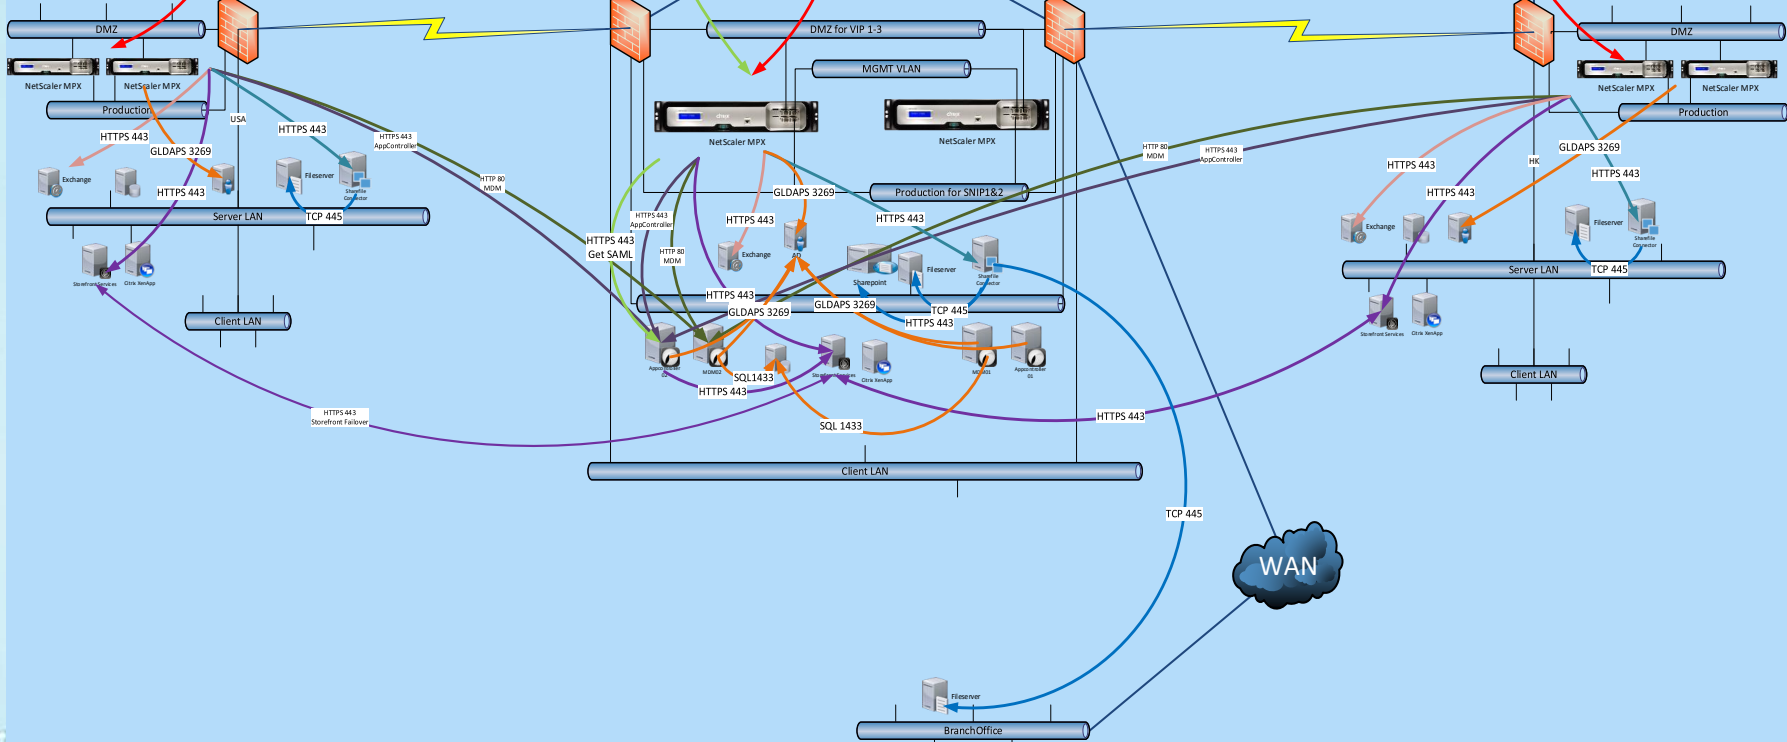 DMZ
DMZ for VIP 1-3
DMZ
MGMT VLAN
NetScaler MPX
NetScaler MPX
NetScaler MPX
NetScaler MPX
NetScaler MPX
NetScaler MPX
citrix
Production
Production
USA
HK
HTTPS 443
GLDAPS 3269
HTTPS 443
HTTPS 443
HTTPS 443
AppController
HTTP 80
MDM
Exchange
Fileserver
Sharefile
Connector
Server LAN
TCP 445
Storefront Services
Citrix XenApp
Client LAN
HTTPS 443
Storefront Failover
Production for SNIP1&2
GLDAPS 3269
HTTPS 443
HTTPS 443
AppController
HTTPS 443
Get SAML
HTTP 80
MDM
HTTPS 443
Exchange
AD
Sharepoint
Fileserver
Sharefile
Connector
HTTPS 443
GLDAPS 3269
GLDAPS 3269
TCP 445
HTTPS 443
Appcontroller
02
MDM02
SQL1433
HTTPS 443
Storefront Services
Citrix XenApp
MDM01
Appcontroller
01
SQL 1433
Client LAN
HTTP 80
MDM
HTTPS 443
AppController
GLDAPS 3269
HTTPS 443
HTTPS 443
HTTPS 443
Exchange
Fileserver
Sharefile
Connector
Server LAN
TCP 445
Storefront Services
Citrix XenApp
Client LAN
HTTPS 443
TCP 445
WAN
Fileserver
BranchOffice